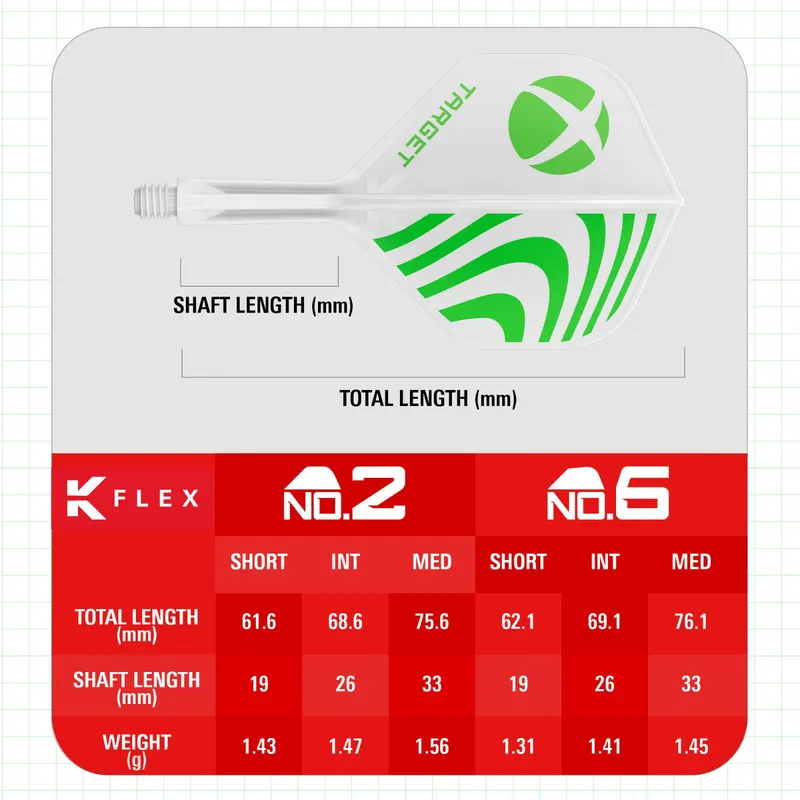 TARGET
SHAFT LENGTH (mm)
TOTAL LENGTH (mm)
K FLEX NO.2 NO.6
SHORT INT MED SHORT INT MED
TOTAL LENGTH (mm) 61.6 68.6 75.6 62.1 69.1 76.1
SHAFT LENGTH (mm) 19 26 33 19 26 33
WEIGHT (g) 1.43 1.47 1.56 1.31 1.41 1.45